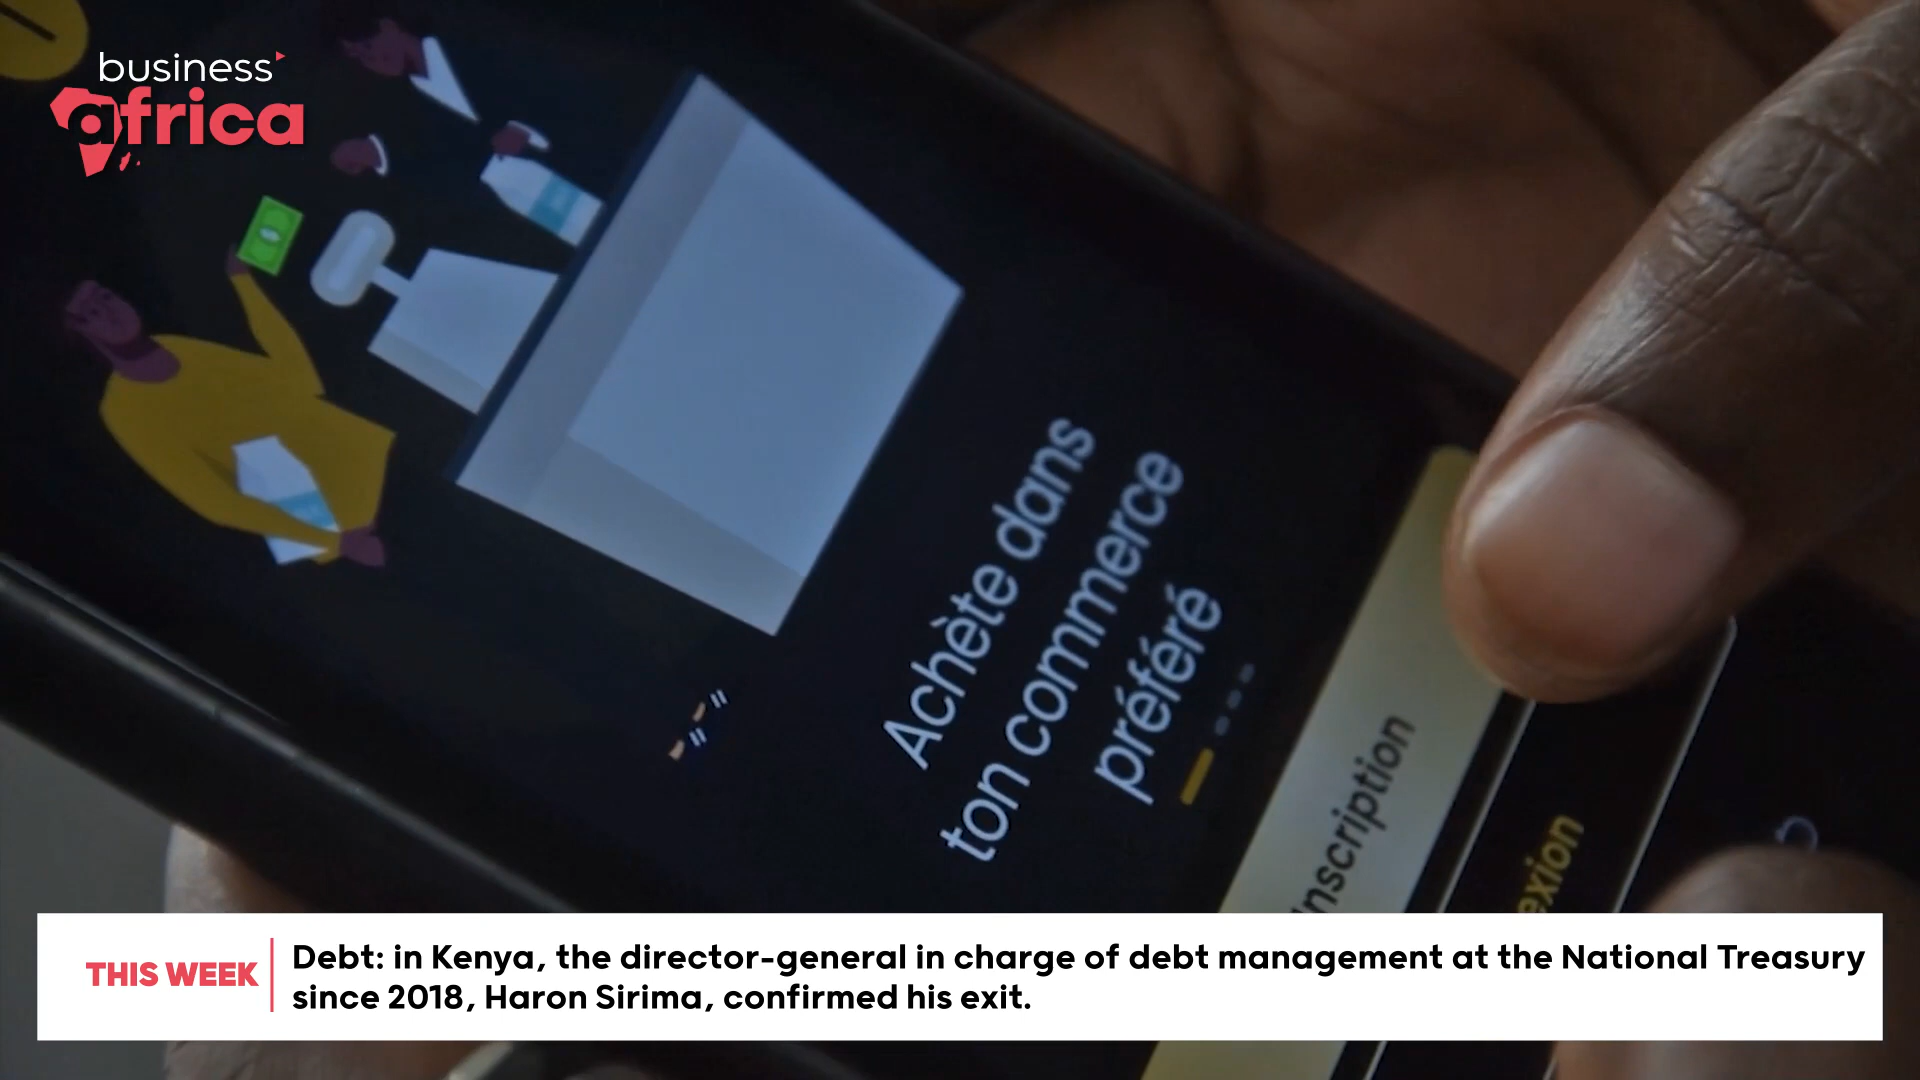 business
africa
Achète dans
ton commerce
préféré
Inscription
exion
THIS WEEK
Debt: in Kenya, the director-general in charge of debt management at the National Treasury
since 2018, Haron Sirima, confirmed his exit.